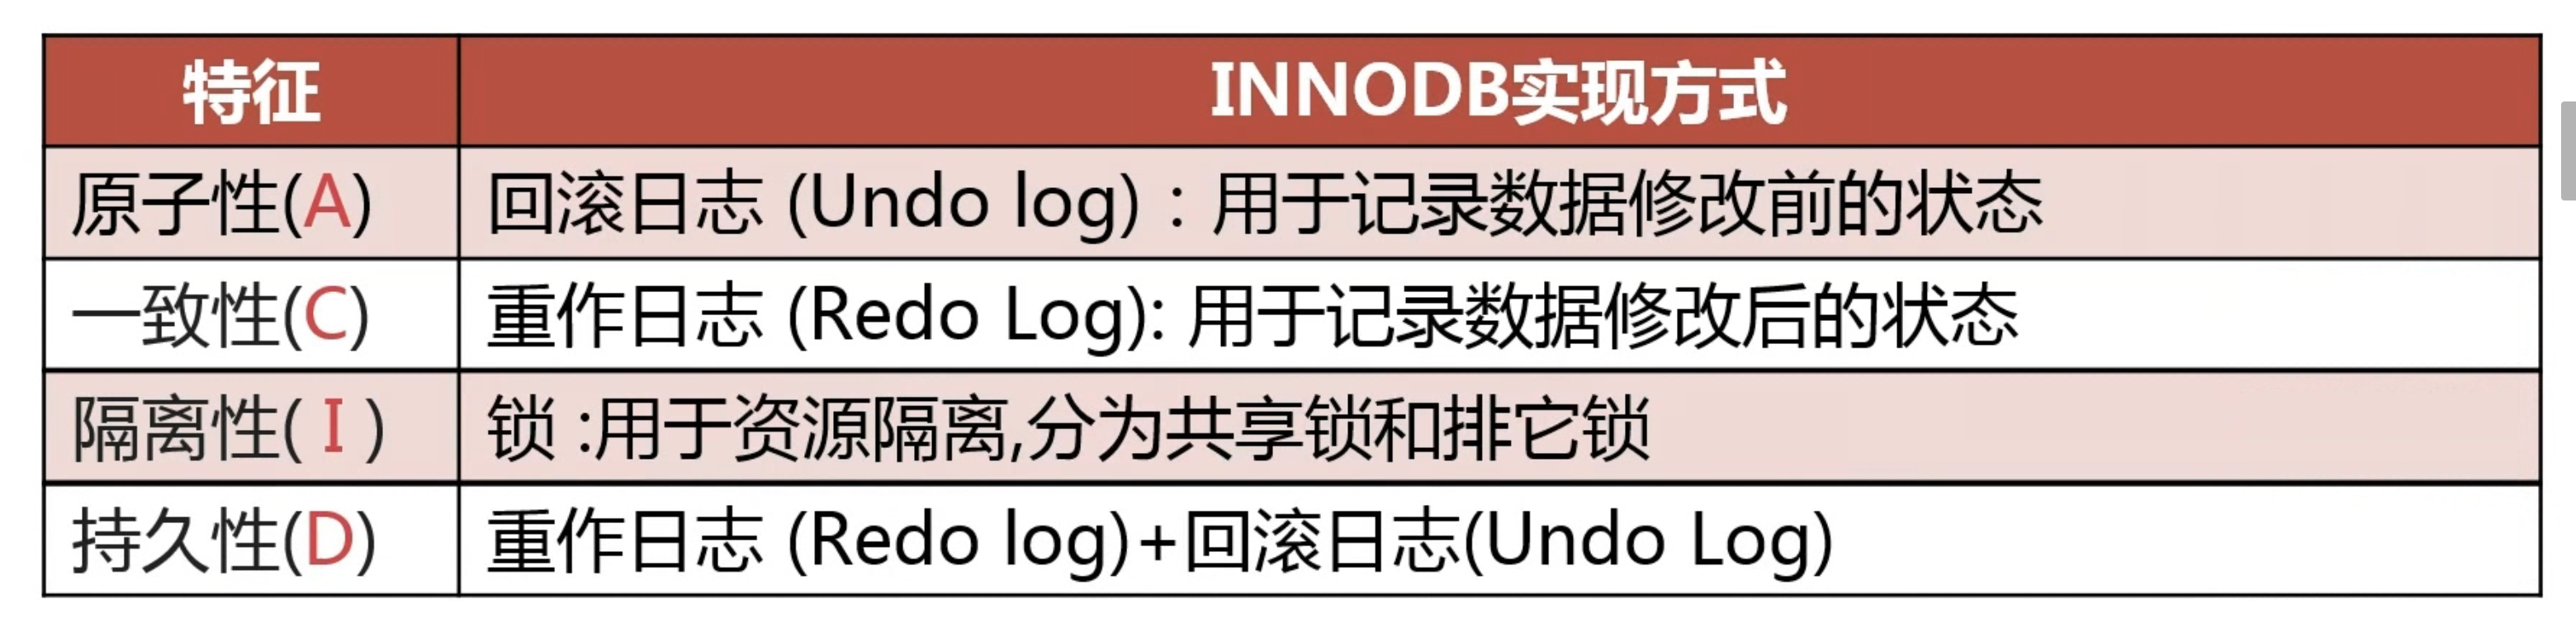 特征 INNODB实现方式
原子性(A) 回滚日志 (Undo log)：用于记录数据修改前的状态
一致性(C) 重作日志 (Redo Log): 用于记录数据修改后的状态
隔离性( I ) 锁 :用于资源隔离,分为共享锁和排它锁
持久性(D) 重作日志 (Redo log)+回滚日志(Undo Log)